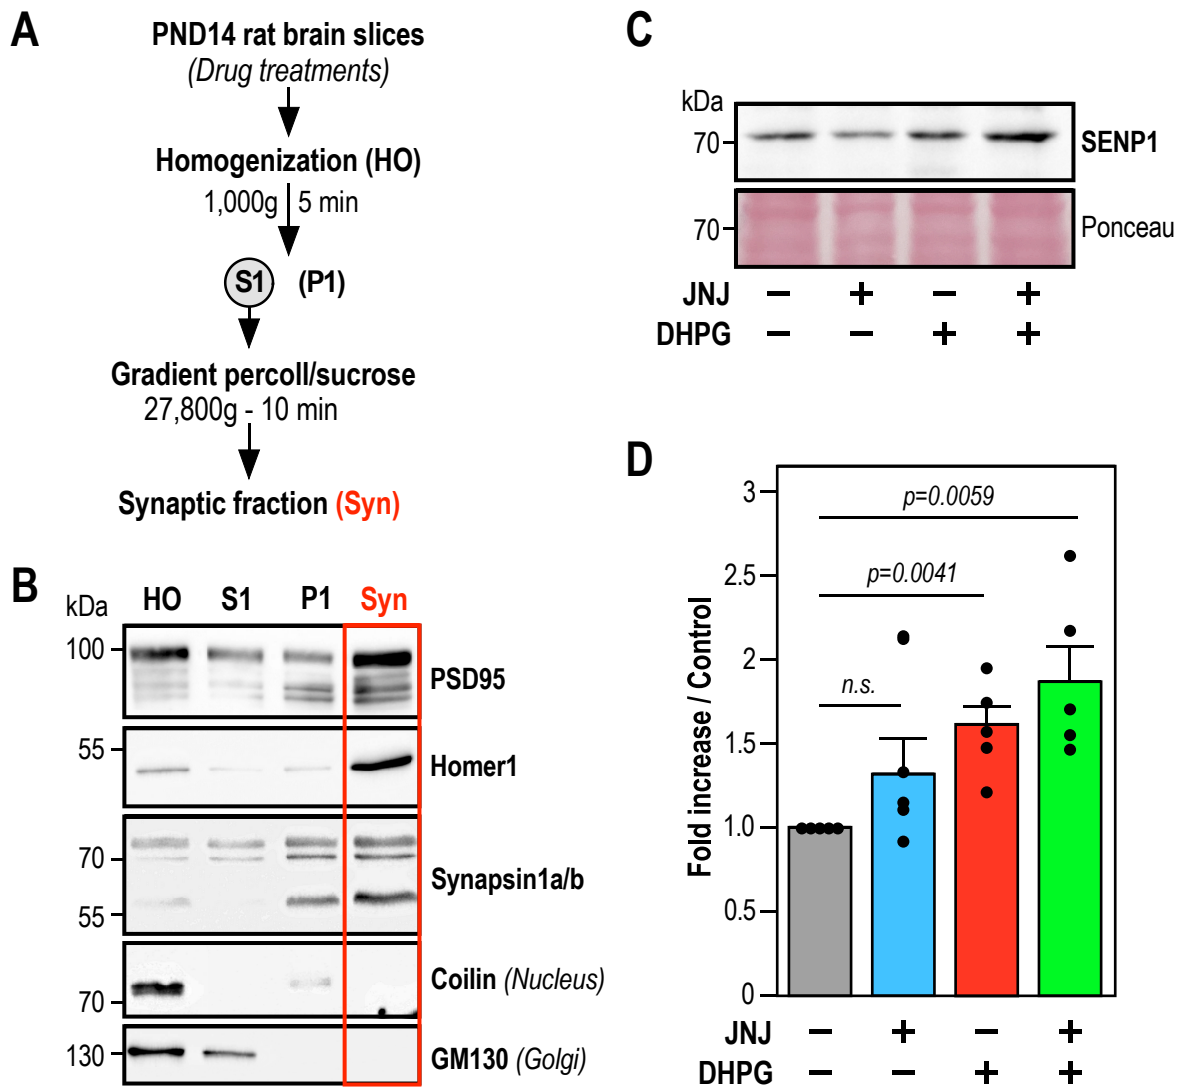 A
PND14 rat brain slices
(Drug treatments)
Homogenization (HO)
1,000g 5 min
S1 (P1)
Gradient percoll/sucrose
27,800g - 10 min
Synaptic fraction (Syn)
B
kDa HO S1 P1 Syn
100
PSD95
55
Homer1
70
Synapsin1a/b
55
Coilin (Nucleus)
70
130
GM130 (Golgi)
C
kDa
70
SENP1
70
Ponceau
JNJ − + − +
DHPG − − + +
D
3
p=0.0059
2.5
p=0.0041
2
n.s.
1.5
1.0
0.5
0
Fold increase / Control
JNJ − + − +
DHPG − − + +